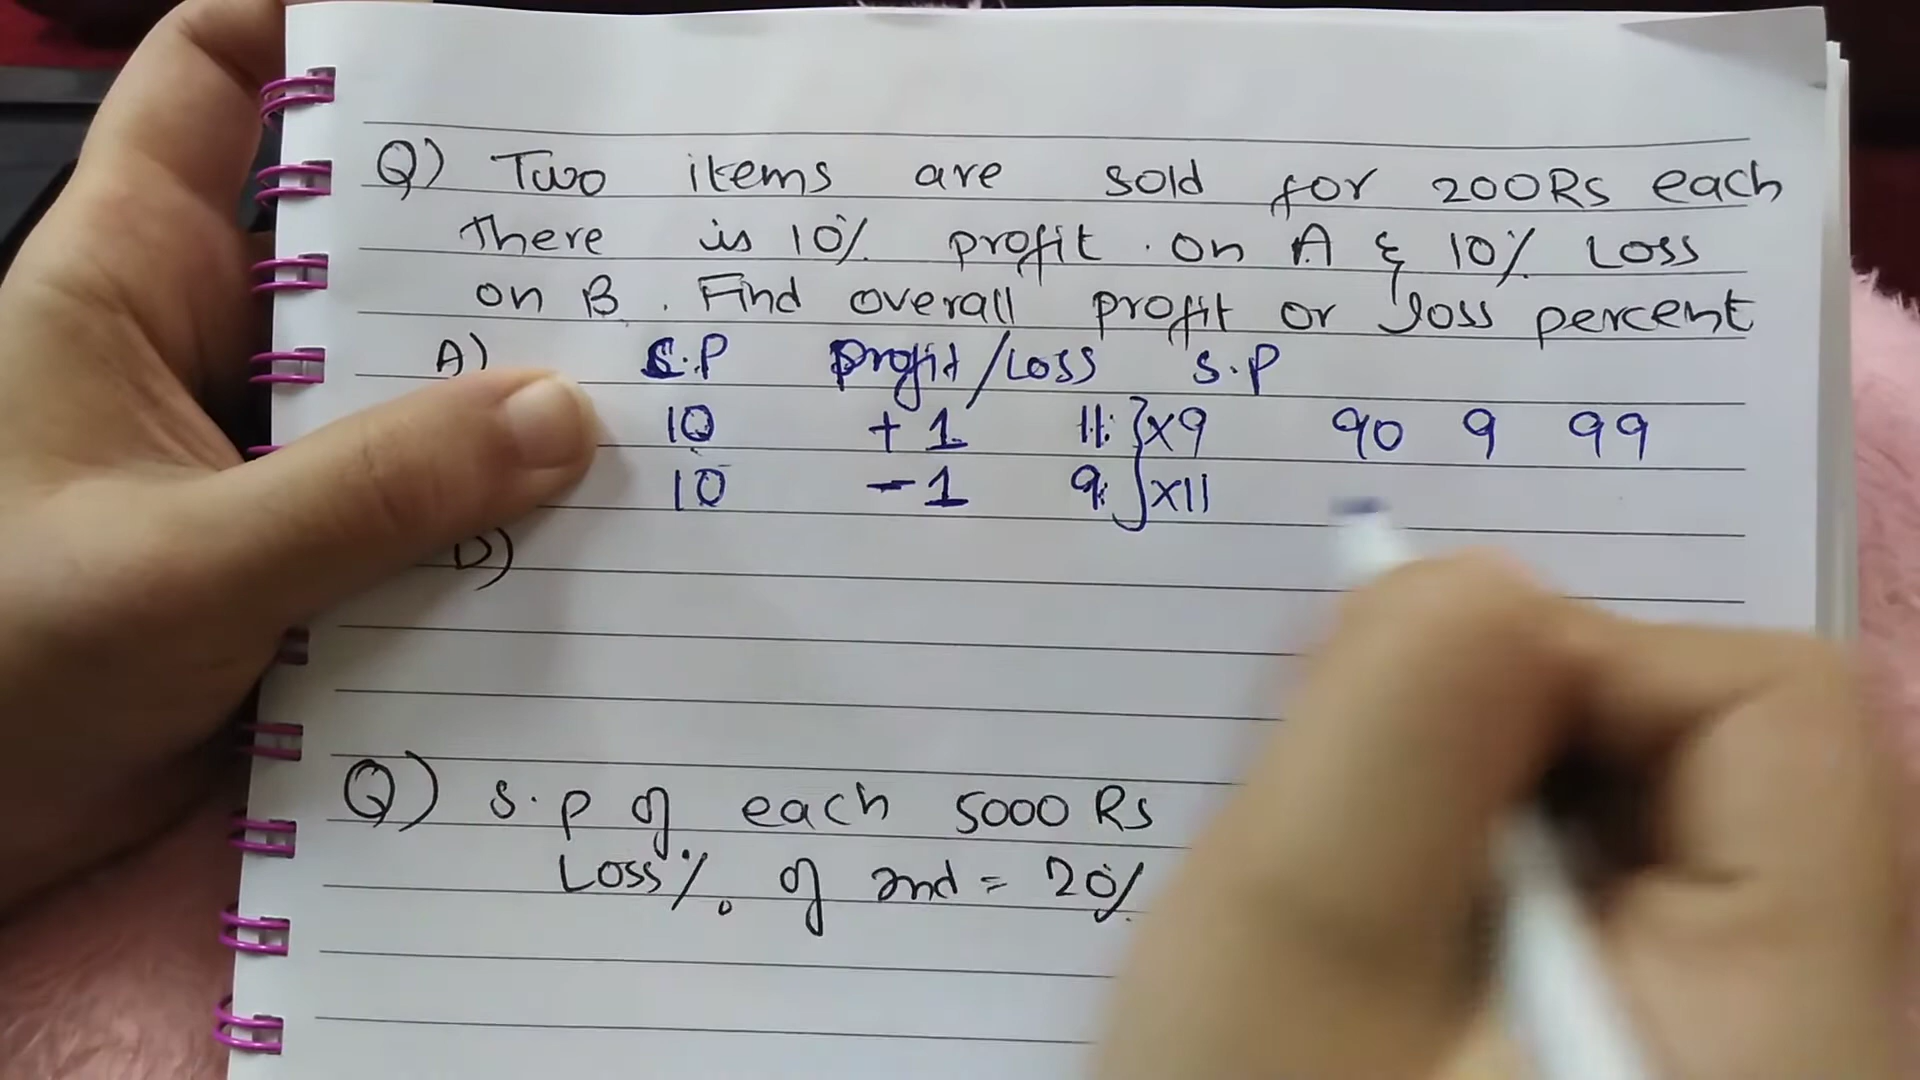 Q) Two items are sold for 200Rs each
There is 10% profit . on A & 10% Loss
on B . Find overall profit or loss percent
A) S.P profit/Loss S.P
10 +1 11 } x9 90 9 99
10 -1 9 } x11
D)
Q) S.p of each 5000 Rs
Loss% of 2nd = 20%